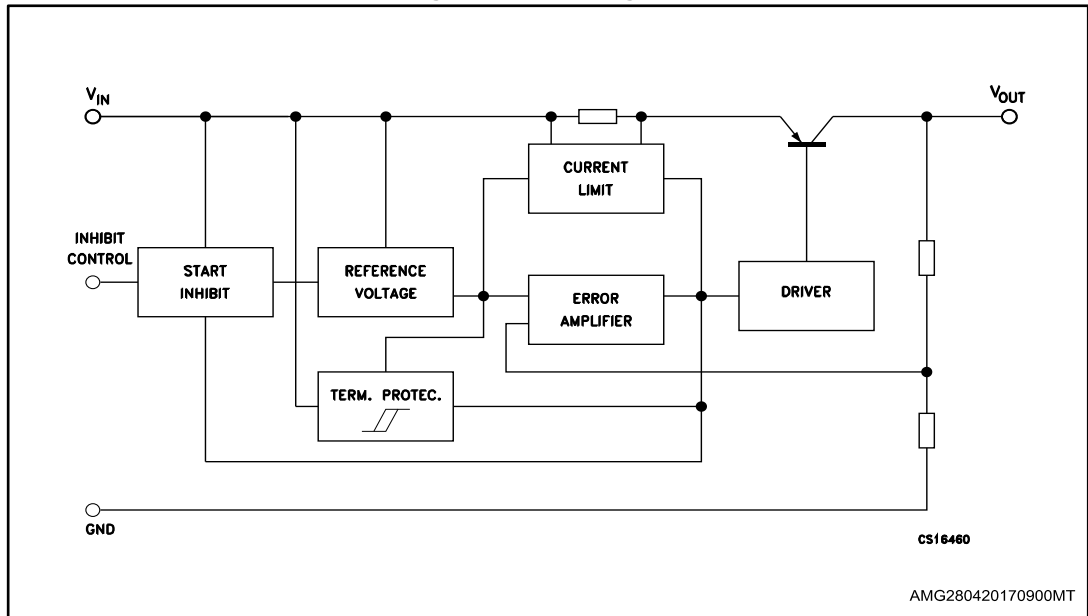 VIN
VOUT
CURRENT
LIMIT
INHIBIT
CONTROL
START
INHIBIT
REFERENCE
VOLTAGE
ERROR
AMPLIFIER
DRIVER
TERM. PROTEC.
GND
CS16460
AMG280420170900MT